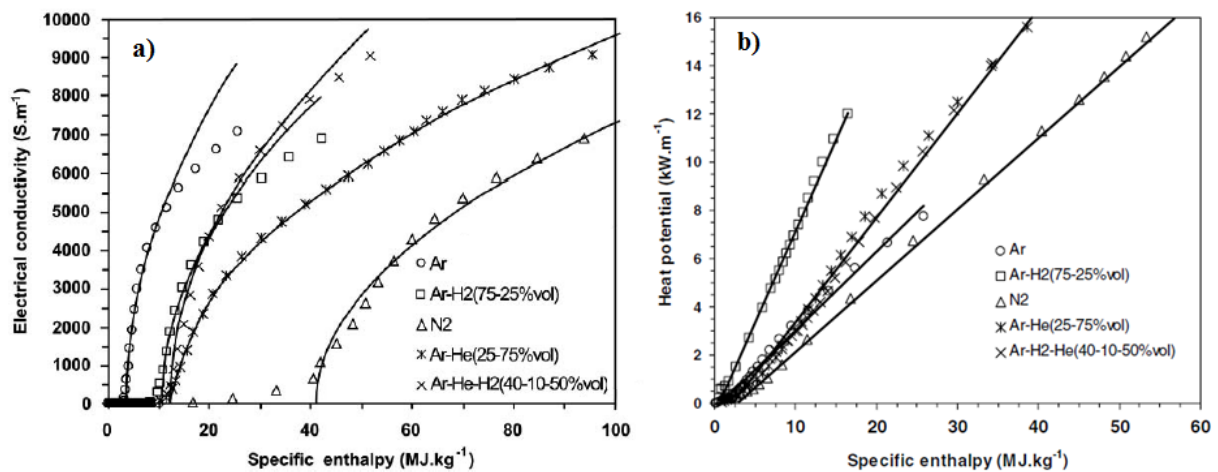 a)
Electrical conductivity (S.m-1)
10000
9000
8000
7000
6000
5000
4000
3000
2000
1000
0
Ar
Ar-H2(75-25%vol)
N2
Ar-He(25-75%vol)
Ar-He-H2(40-10-50%vol)
0 20 40 60 80 100
Specific enthalpy (MJ.kg-1)
b)
Heat potential (kW.m-1)
16
14
12
10
8
6
4
2
0
Ar
Ar-H2(75-25%vol)
N2
Ar-He(25-75%vol)
Ar-H2-He(40-10-50%vol)
0 10 20 30 40 50 60
Specific enthalpy (MJ.kg-1)